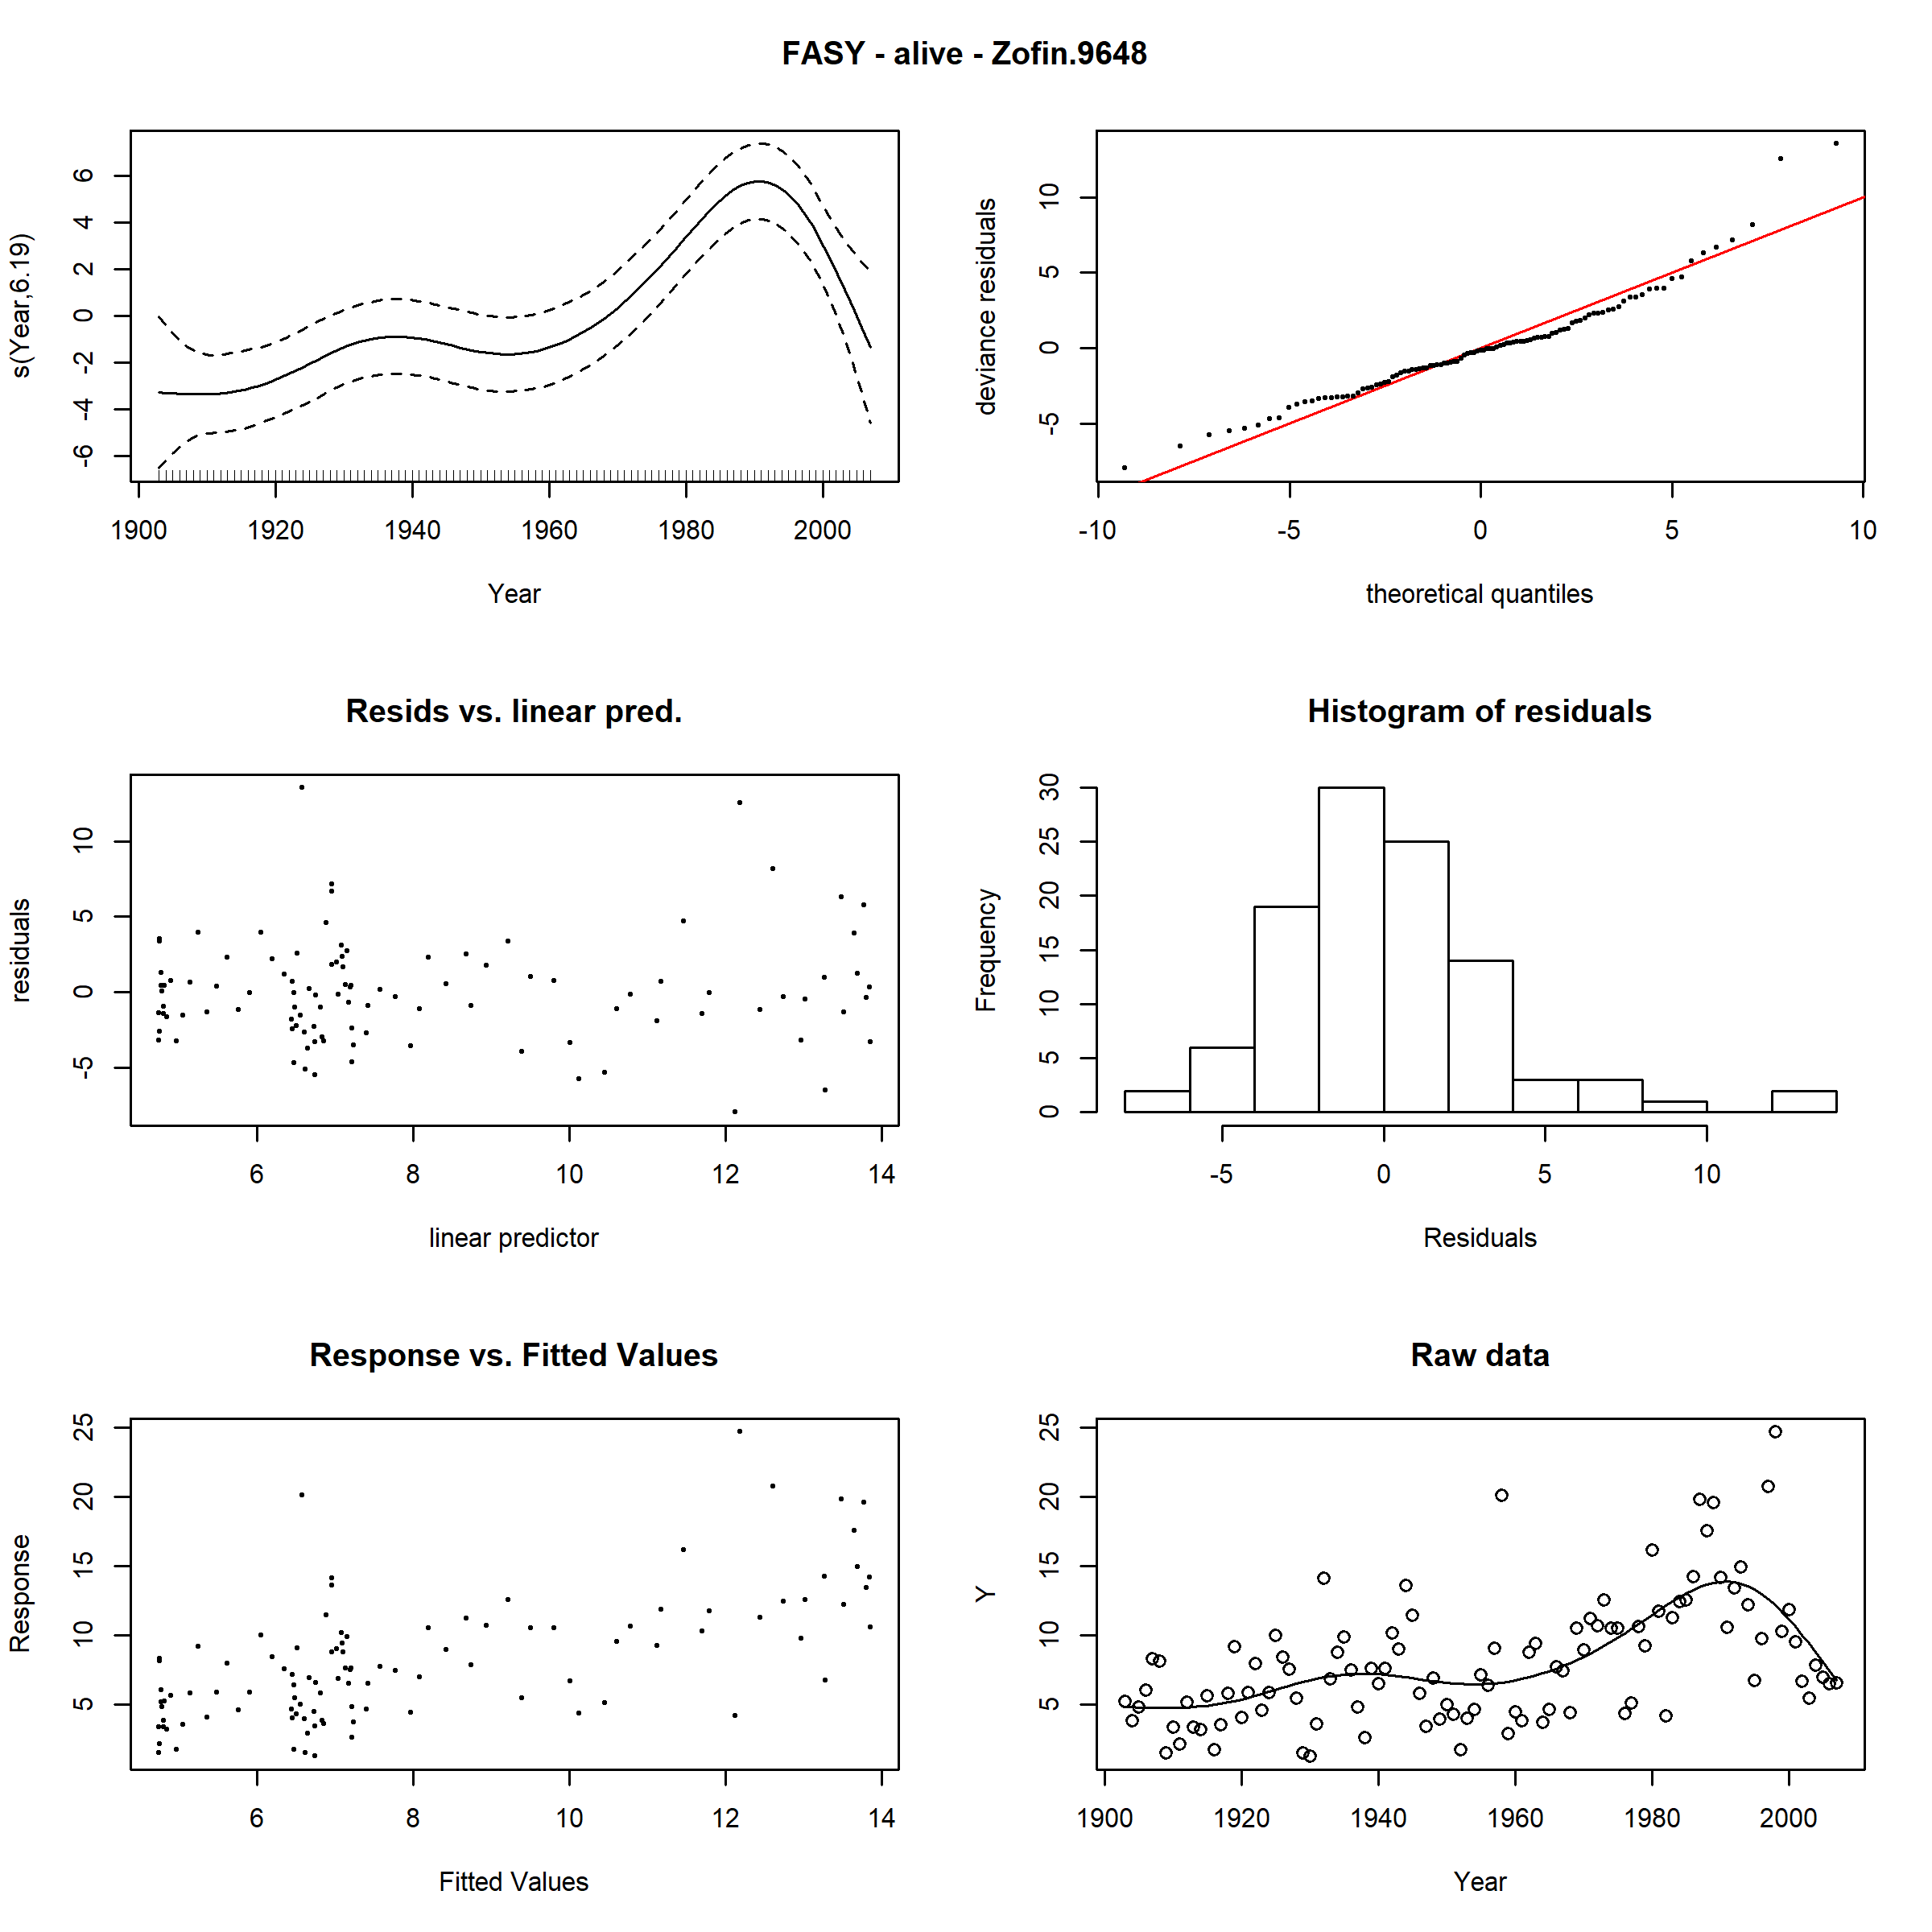 FASY - alive - Zofin.9648
s(Year,6.19)
6
4
2
0
-2
-4
-6
1900 1920 1940 1960 1980 2000
Year
deviance residuals
10
5
0
-5
-10 -5 0 5 10
theoretical quantiles
Resids vs. linear pred.
residuals
10
5
0
-5
6 8 10 12 14
linear predictor
Histogram of residuals
Frequency
30
25
20
15
10
5
0
-5 0 5 10
Residuals
Response vs. Fitted Values
Response
25
20
15
10
5
6 8 10 12 14
Fitted Values
Raw data
Y
25
20
15
10
5
1900 1920 1940 1960 1980 2000
Year